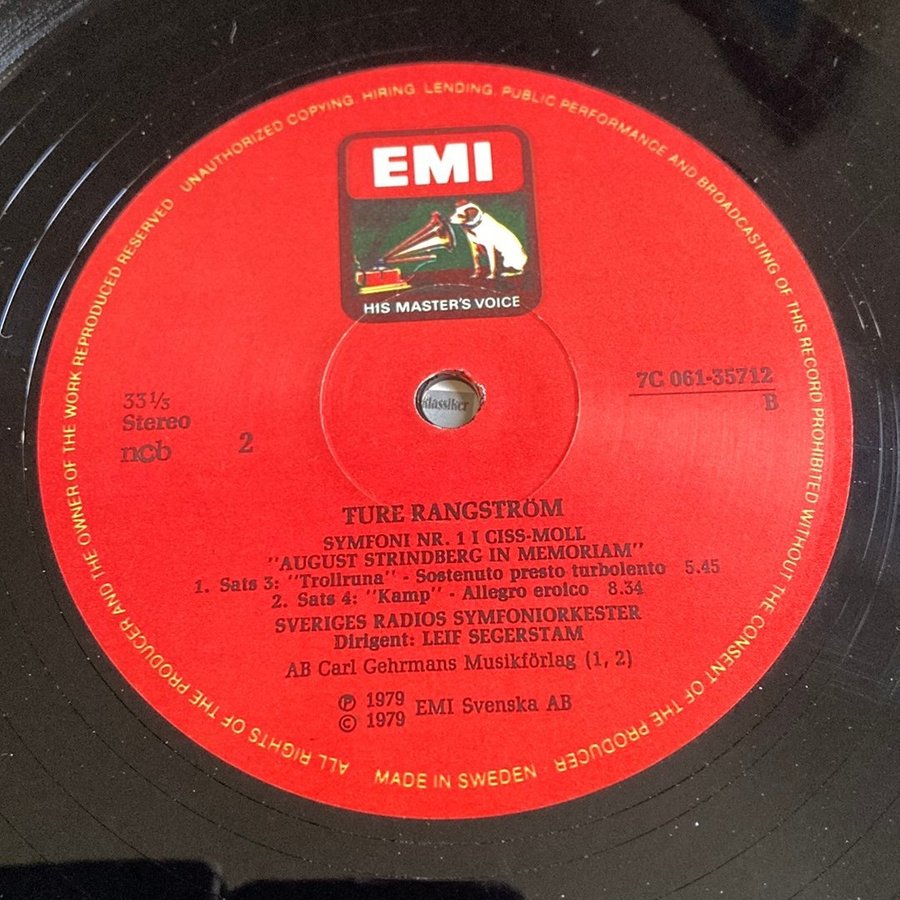 UNAUTHORIZED COPYING. HIRING. LENDING. PUBLIC PERFORMANCE AND BROADCASTING OF THIS RECORD PROHIBITED WITHOUT THE CONSENT OF THE PRODUCER
ALL RIGHTS OF THE PRODUCER AND THE OWNER OF THE WORK REPRODUCED RESERVED
EMI
HIS MASTER'S VOICE
33 1/3
Stereo
ncb 2
7C 061-35712
B
klassiker
TURE RANGSTRÖM
SYMFONI NR. 1 I CISS-MOLL
"AUGUST STRINDBERG IN MEMORIAM"
1. Sats 3: "Trollruna" - Sostenuto presto turbolento 5.45
2. Sats 4: "Kamp" - Allegro eroico 8.34
SVERIGES RADIOS SYMFONIORKESTER
Dirigent: LEIF SEGERSTAM
AB Carl Gehrmans Musikförlag (1, 2)
℗ 1979
© 1979 EMI Svenska AB
MADE IN SWEDEN